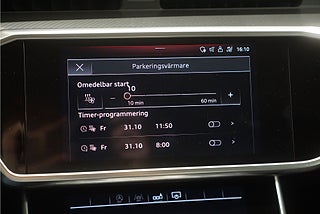 16:10
Parkeringsvärmare
Omedelbar start
10
− +
10 min 60 min
Timer-programmering
Fr 31.10 11:50 >
Fr 31.10 8:00 >